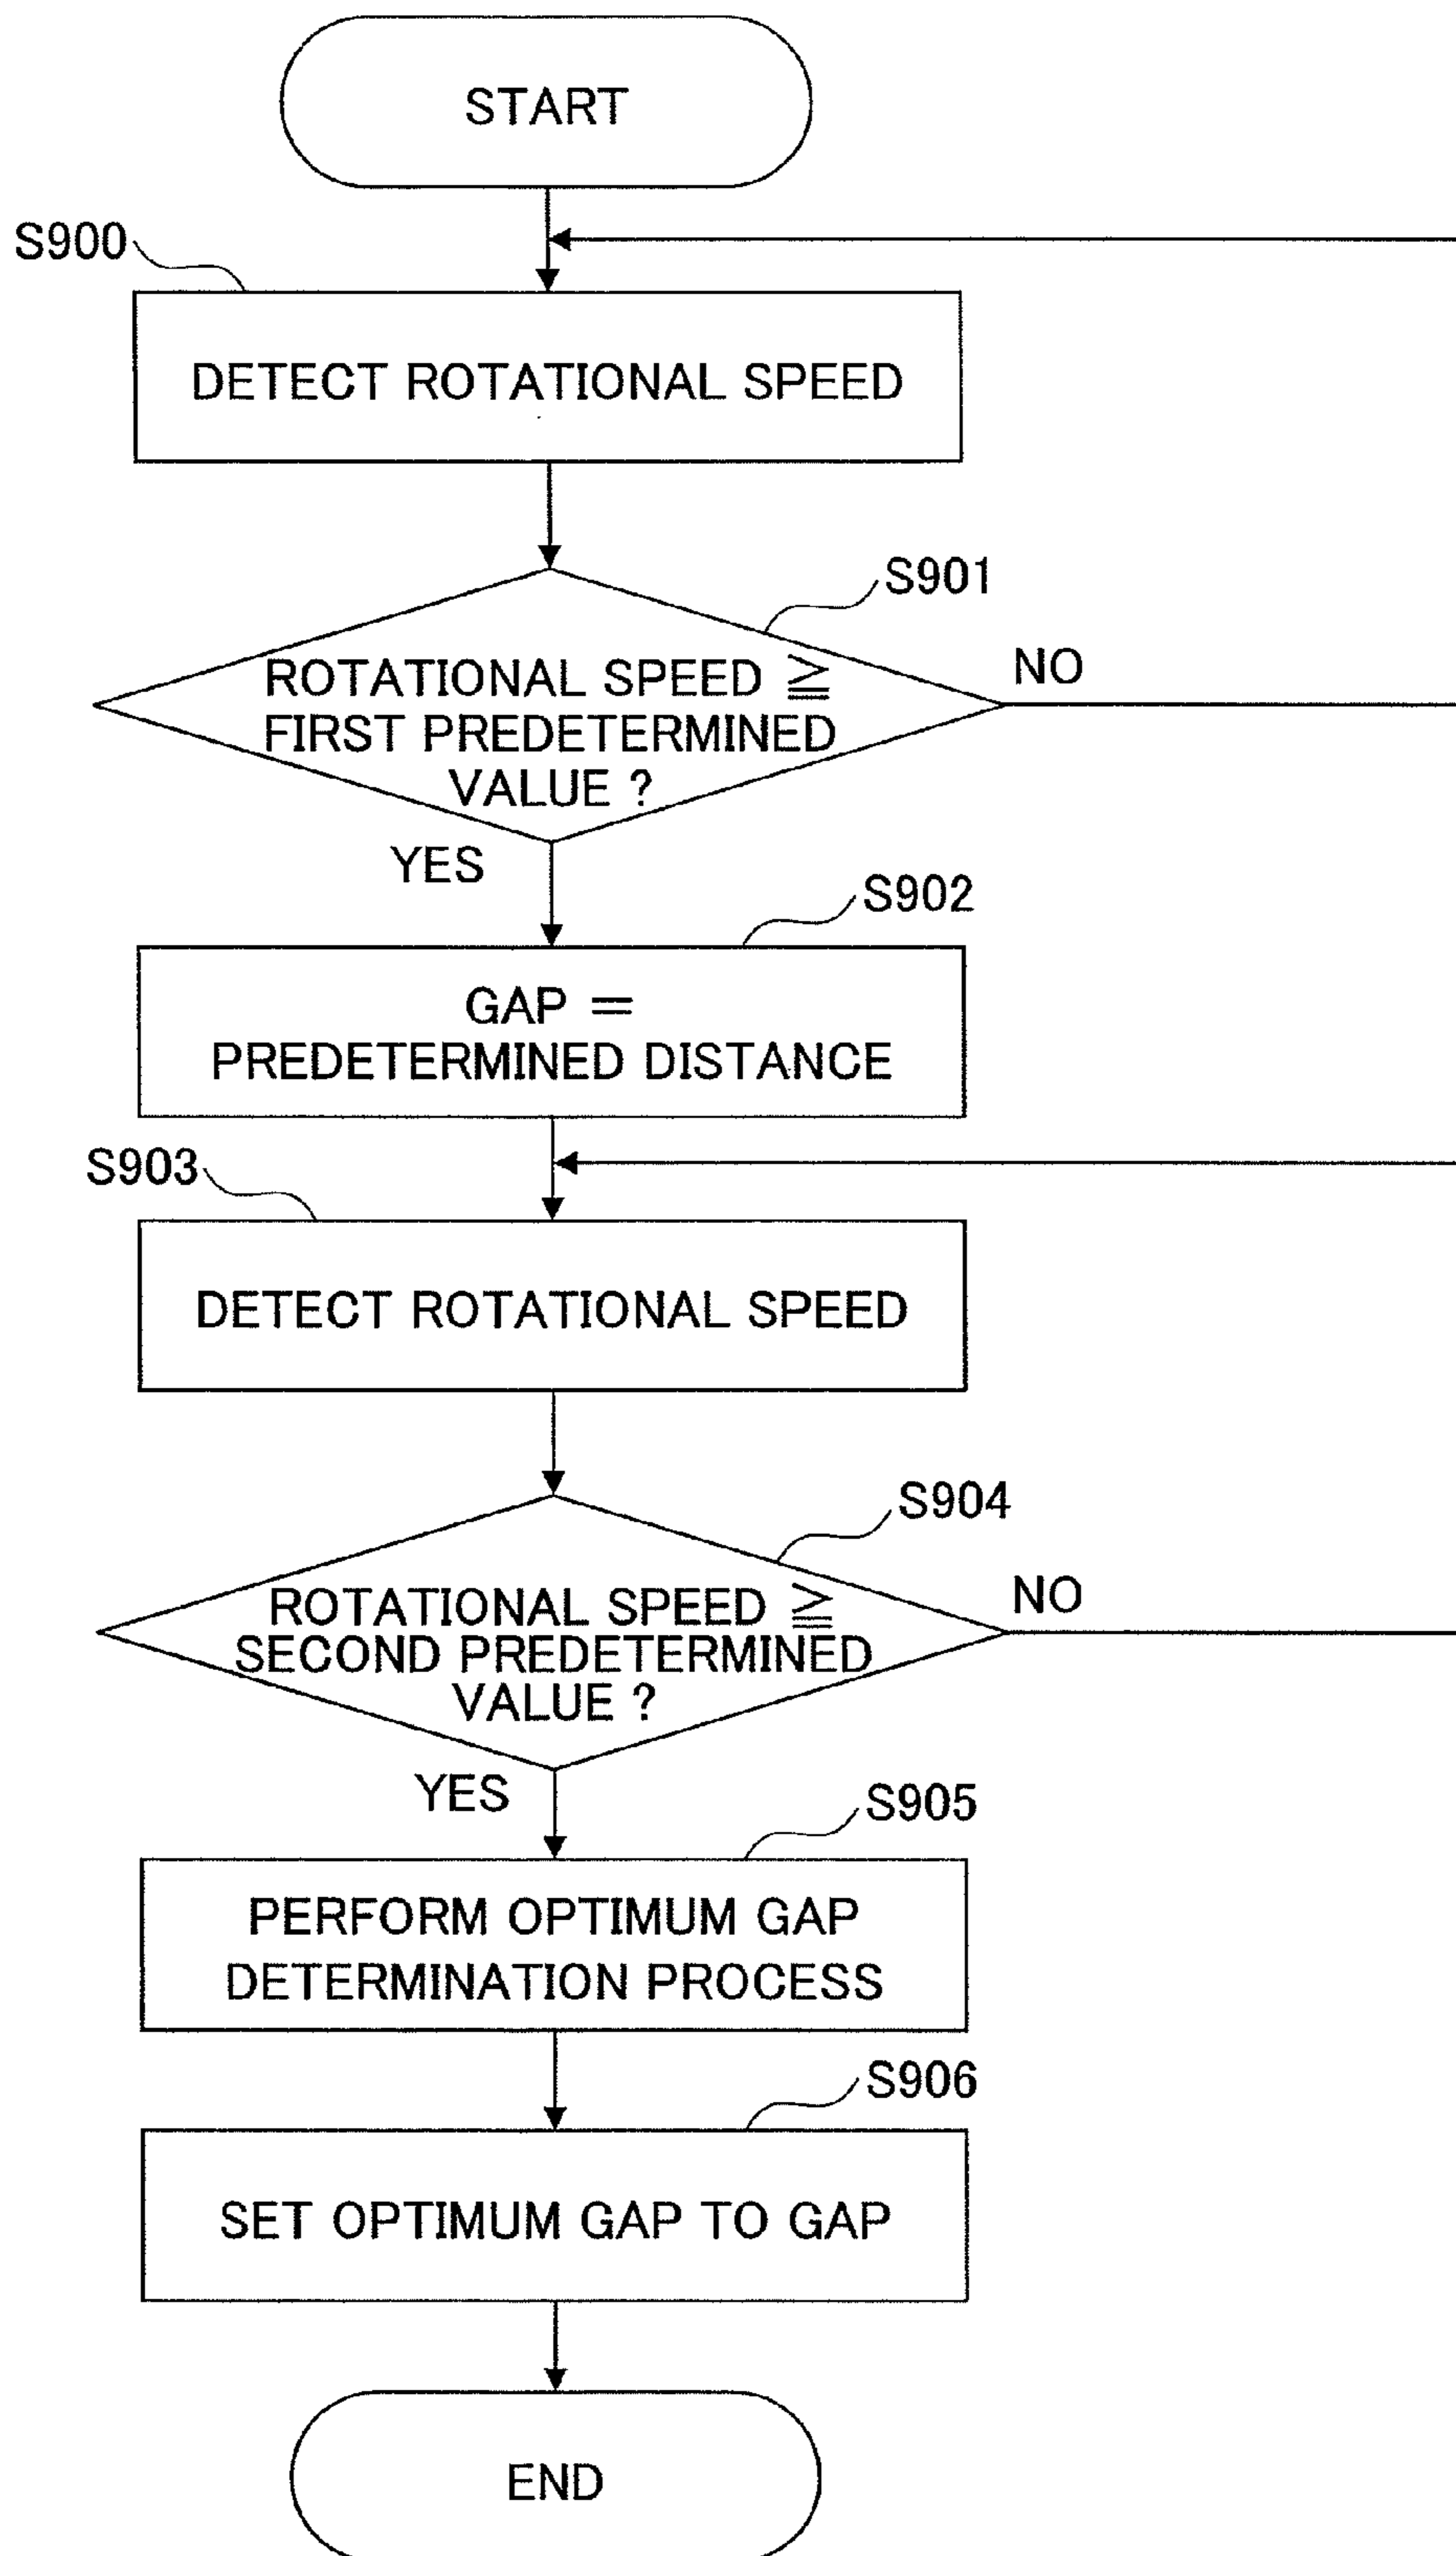 START
S900
DETECT ROTATIONAL SPEED
S901
ROTATIONAL SPEED ≧
FIRST PREDETERMINED
VALUE ?
NO
YES
S902
GAP =
PREDETERMINED DISTANCE
S903
DETECT ROTATIONAL SPEED
S904
ROTATIONAL SPEED ≧
SECOND PREDETERMINED
VALUE ?
NO
YES
S905
PERFORM OPTIMUM GAP
DETERMINATION PROCESS
S906
SET OPTIMUM GAP TO GAP
END